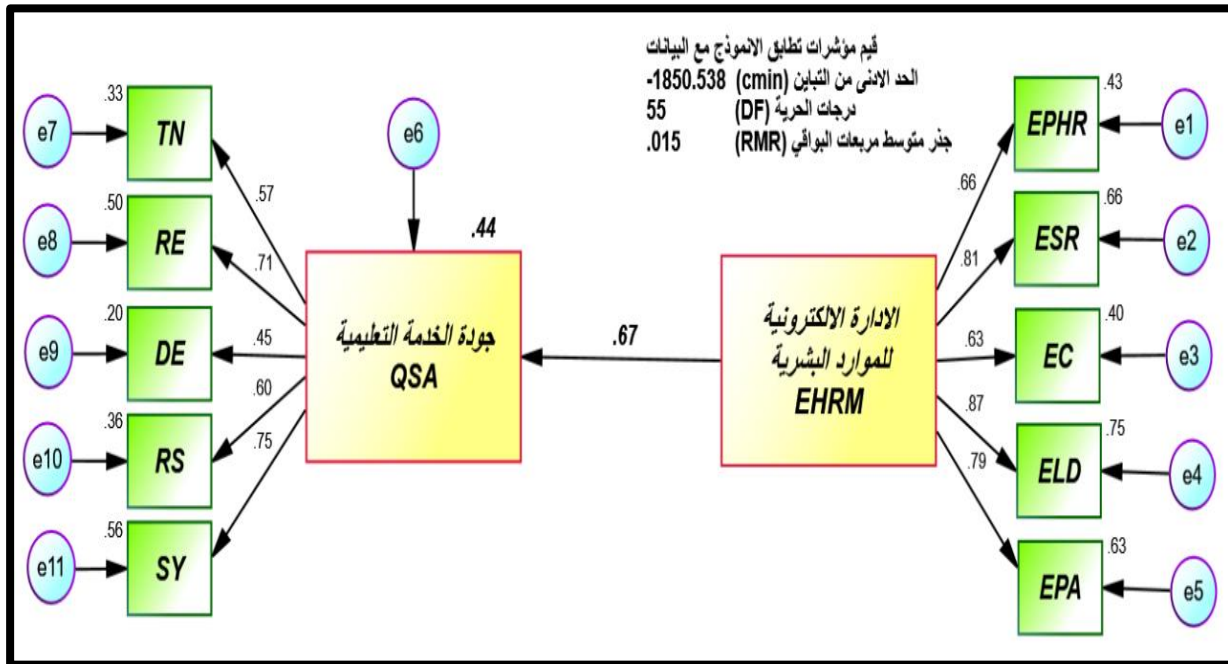 قيم مؤشرات تطابق الانموذج مع البيانات
الحد الادنى من التباين (cmin) -1850.538
درجات الحرية (DF) 55
جذر متوسط مربعات البواقي (RMR) .015
e7
.33
TN
.57
e8
.50
RE
.71
e9
.20
DE
.45
e10
.36
RS
.60
e11
.56
SY
.75
e6
.44
جودة الخدمة التعليمية
QSA
.67
الادارة الالكترونية
للموارد البشرية
EHRM
.66
EPHR
.43
e1
.81
ESR
.66
e2
.63
EC
.40
e3
.87
ELD
.75
e4
.79
EPA
.63
e5